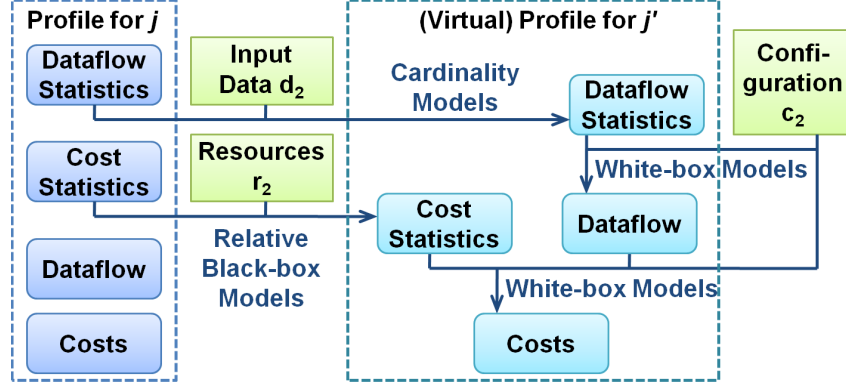 Profile for j
(Virtual) Profile for j′
Dataflow
Statistics
Input
Data d2
Cardinality
Models
Dataflow
Statistics
Confi-
guration
c2
Cost
Statistics
Resources
r2
White-box Models
Relative
Black-box
Models
Cost
Statistics
Dataflow
Dataflow
White-box Models
Costs
Costs